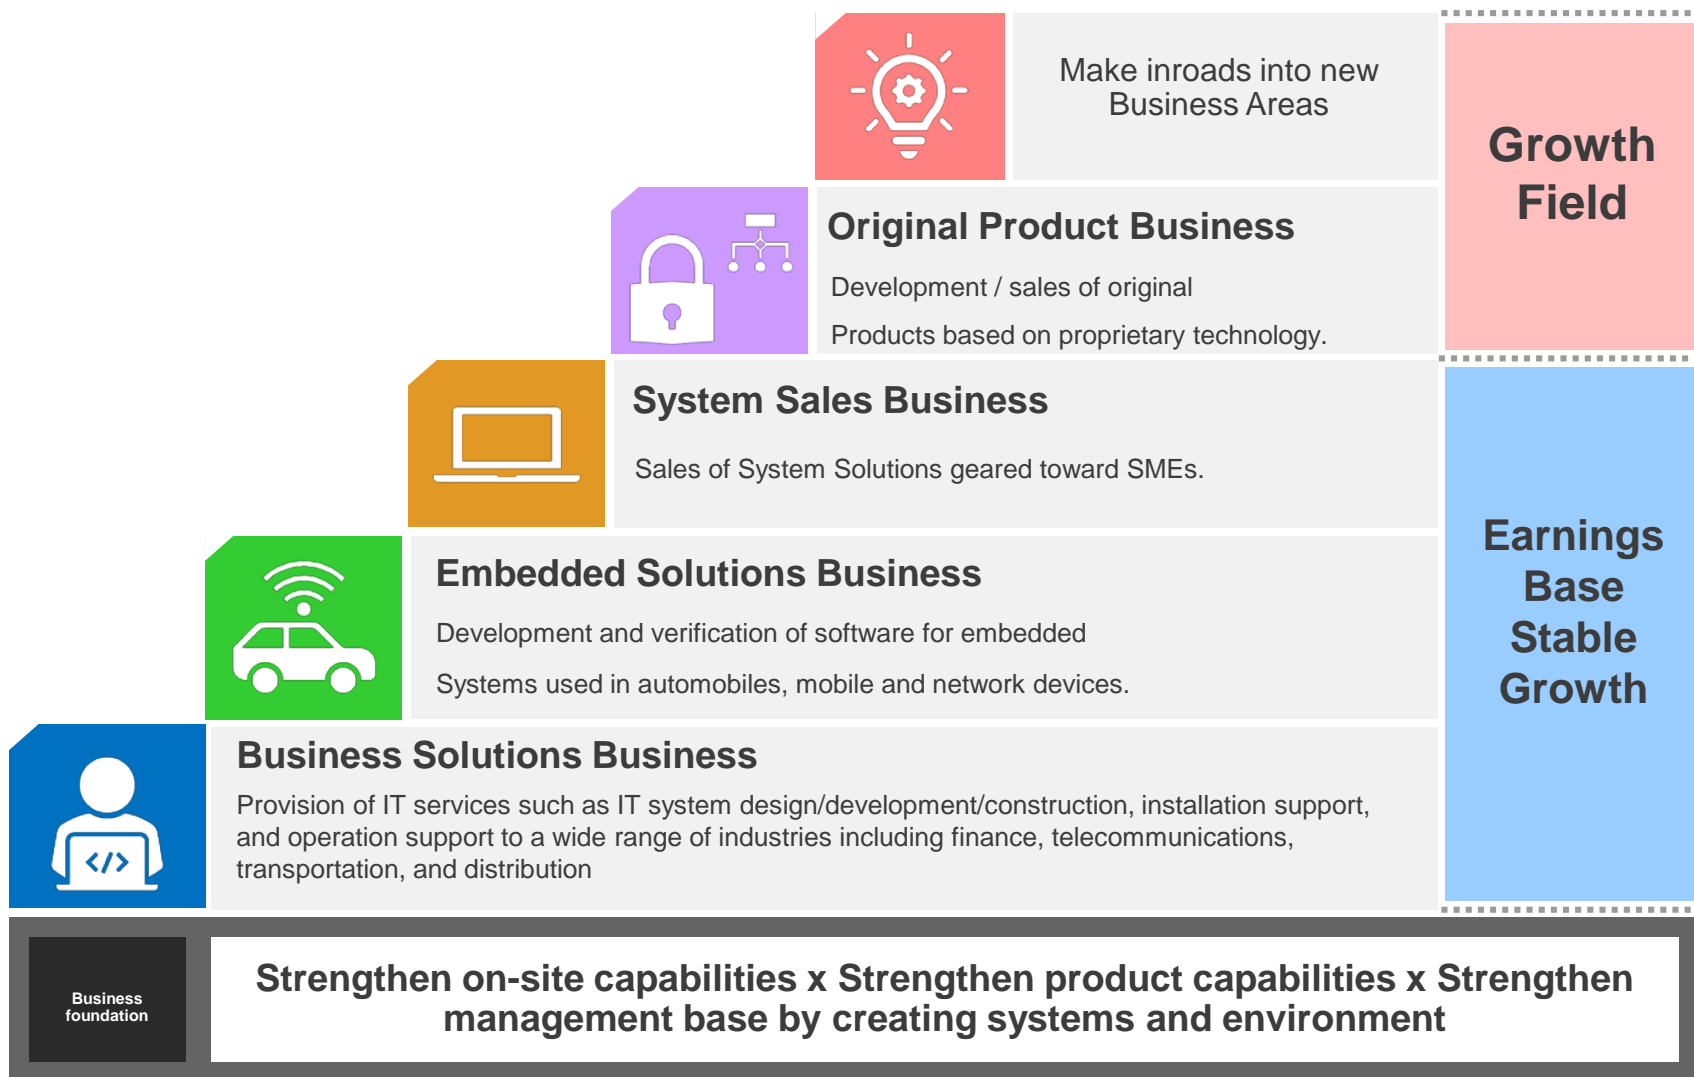 Make inroads into new
Business Areas
Growth
Field
Original Product Business
Development / sales of original
Products based on proprietary technology.
System Sales Business
Sales of System Solutions geared toward SMEs.
Earnings
Base
Stable
Growth
Embedded Solutions Business
Development and verification of software for embedded
Systems used in automobiles, mobile and network devices.
Business Solutions Business
Provision of IT services such as IT system design/development/construction, installation support,
and operation support to a wide range of industries including finance, telecommunications,
transportation, and distribution
</>
Business
foundation
Strengthen on-site capabilities x Strengthen product capabilities x Strengthen
management base by creating systems and environment